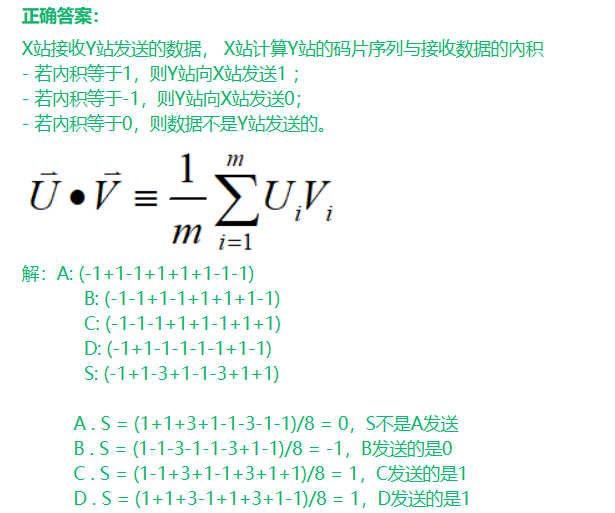 正确答案：
X站接收Y站发送的数据， X站计算Y站的码片序列与接收数据的内积
- 若内积等于1，则Y站向X站发送1 ；
- 若内积等于-1，则Y站向X站发送0；
- 若内积等于0，则数据不是Y站发送的。
\vec{U} • \vec{V} ≡ \frac{1}{m} \sum_{i=1}^{m} U_i V_i
解：A: (-1+1-1+1+1+1-1-1)
B: (-1-1+1-1+1+1+1-1)
C: (-1-1-1+1+1-1+1+1)
D: (-1+1-1-1-1-1+1-1)
S: (-1+1-3+1-1-3+1+1)
A . S = (1+1+3+1-1-3-1-1)/8 = 0，S不是A发送
B . S = (1-1-3-1-1-3+1-1)/8 = -1，B发送的是0
C . S = (1-1+3+1-1+3+1+1)/8 = 1，C发送的是1
D . S = (1+1+3-1+1+3+1-1)/8 = 1，D发送的是1